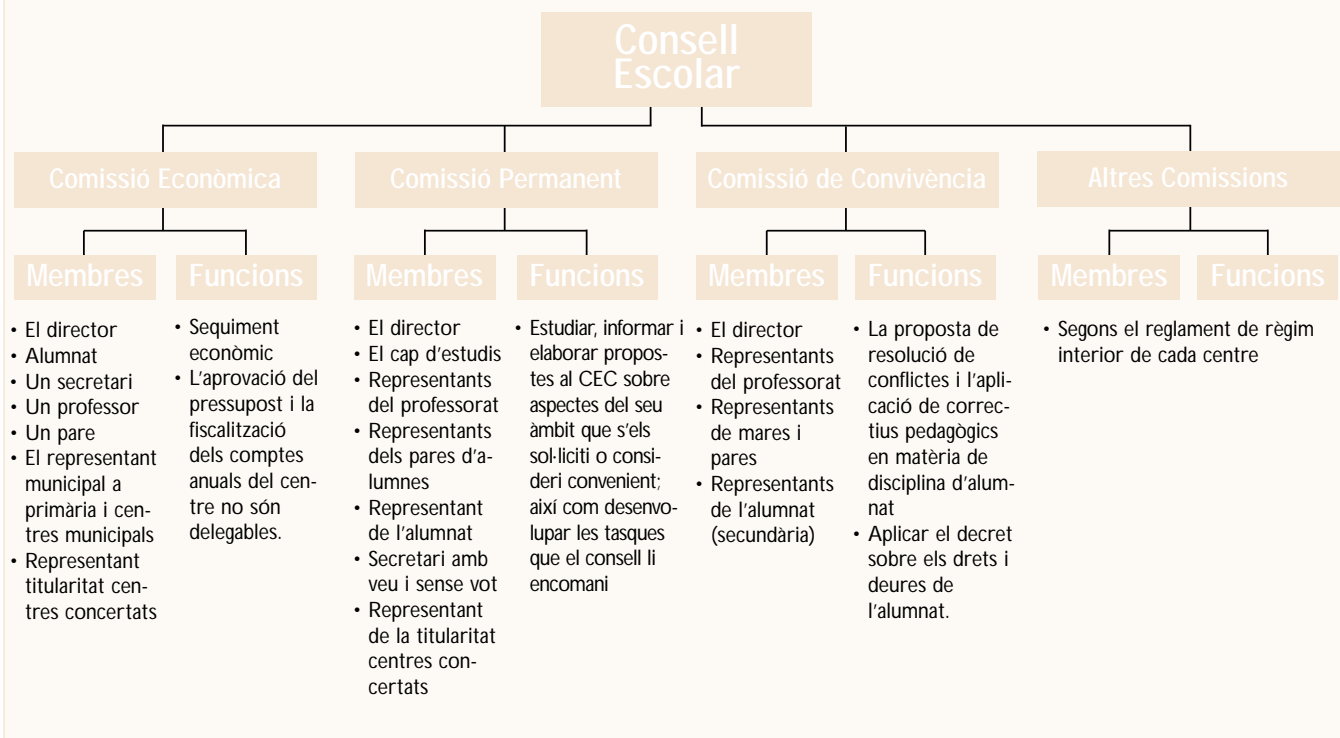 Consell
Escolar
Comissió Econòmica
Comissió Permanent
Comissió de Convivència
Altres Comissions
Membres
Funcions
Membres
Funcions
Membres
Funcions
Membres
Funcions
• El director
• Alumnat
• Un secretari
• Un professor
• Un pare
• El representant
municipal a
primària i cen-
tres municipals
• Representant
titularitat cen-
tres concertats
• Sequiment
econòmic
• L'aprovació del
pressupost i la
fiscalització
dels comptes
anuals del cen-
tre no són
delegables.
• El director
• El cap d'estudis
• Representants
del professorat
• Representants
dels pares d'a-
lumnes
• Representant
de l'alumnat
• Secretari amb
veu i sense vot
• Representant
de la titularitat
centres con-
certats
• Estudiar, informar i
elaborar propos-
tes al CEC sobre
aspectes del seu
àmbit que s'els
sol·liciti o consi-
deri convenient;
així com desenvo-
lupar les tasques
que el consell li
encomani
• El director
• Representants
del professorat
• Representants
de mares i
pares
• Representants
de l'alumnat
(secundària)
• La proposta de
resolució de
conflictes i l'apli-
cació de correc-
tius pedagògics
en matèria de
disciplina d'alum-
nat
• Aplicar el decret
sobre els drets i
deures de
l'alumnat.
• Segons el reglament de règim
interior de cada centre